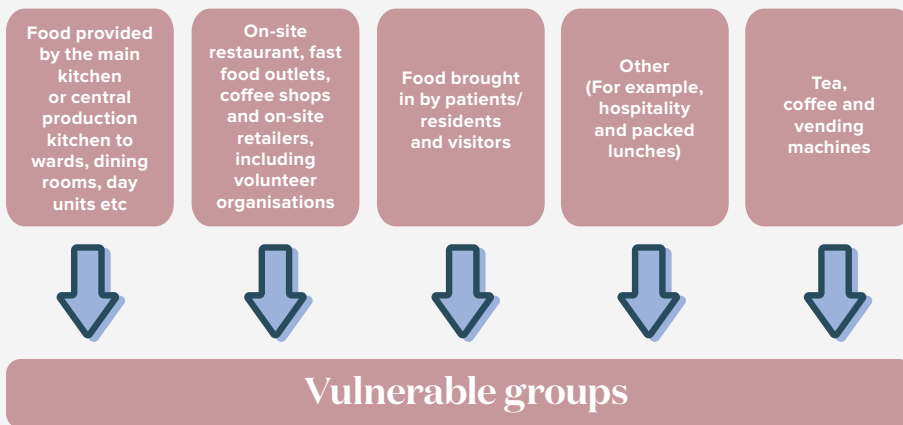 Food provided
by the main
kitchen
or central
production
kitchen to
wards, dining
rooms, day
units etc
On-site
restaurant, fast
food outlets,
coffee shops
and on-site
retailers,
including
volunteer
organisations
Food brought
in by patients/
residents
and visitors
Other
(For example,
hospitality
and packed
lunches)
Tea,
coffee and
vending
machines
Vulnerable groups